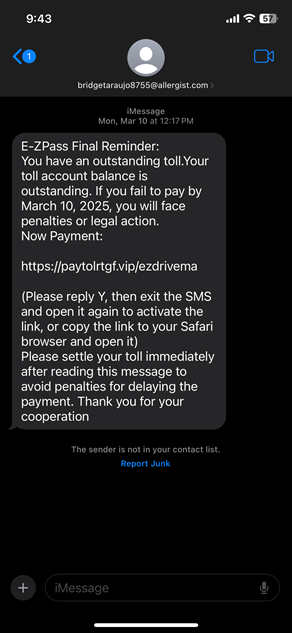 9:43
57
1
bridgetaraujo8755@allergist.com
iMessage
Mon, Mar 10 at 12:17 PM
E-ZPass Final Reminder:
You have an outstanding toll.Your
toll account balance is
outstanding. If you fail to pay by
March 10, 2025, you will face
penalties or legal action.
Now Payment:
https://paytolrtgf.vip/ezdrivema
(Please reply Y, then exit the SMS
and open it again to activate the
link, or copy the link to your Safari
browser and open it)
Please settle your toll immediately
after reading this message to
avoid penalties for delaying the
payment. Thank you for your
cooperation
The sender is not in your contact list.
Report Junk
iMessage